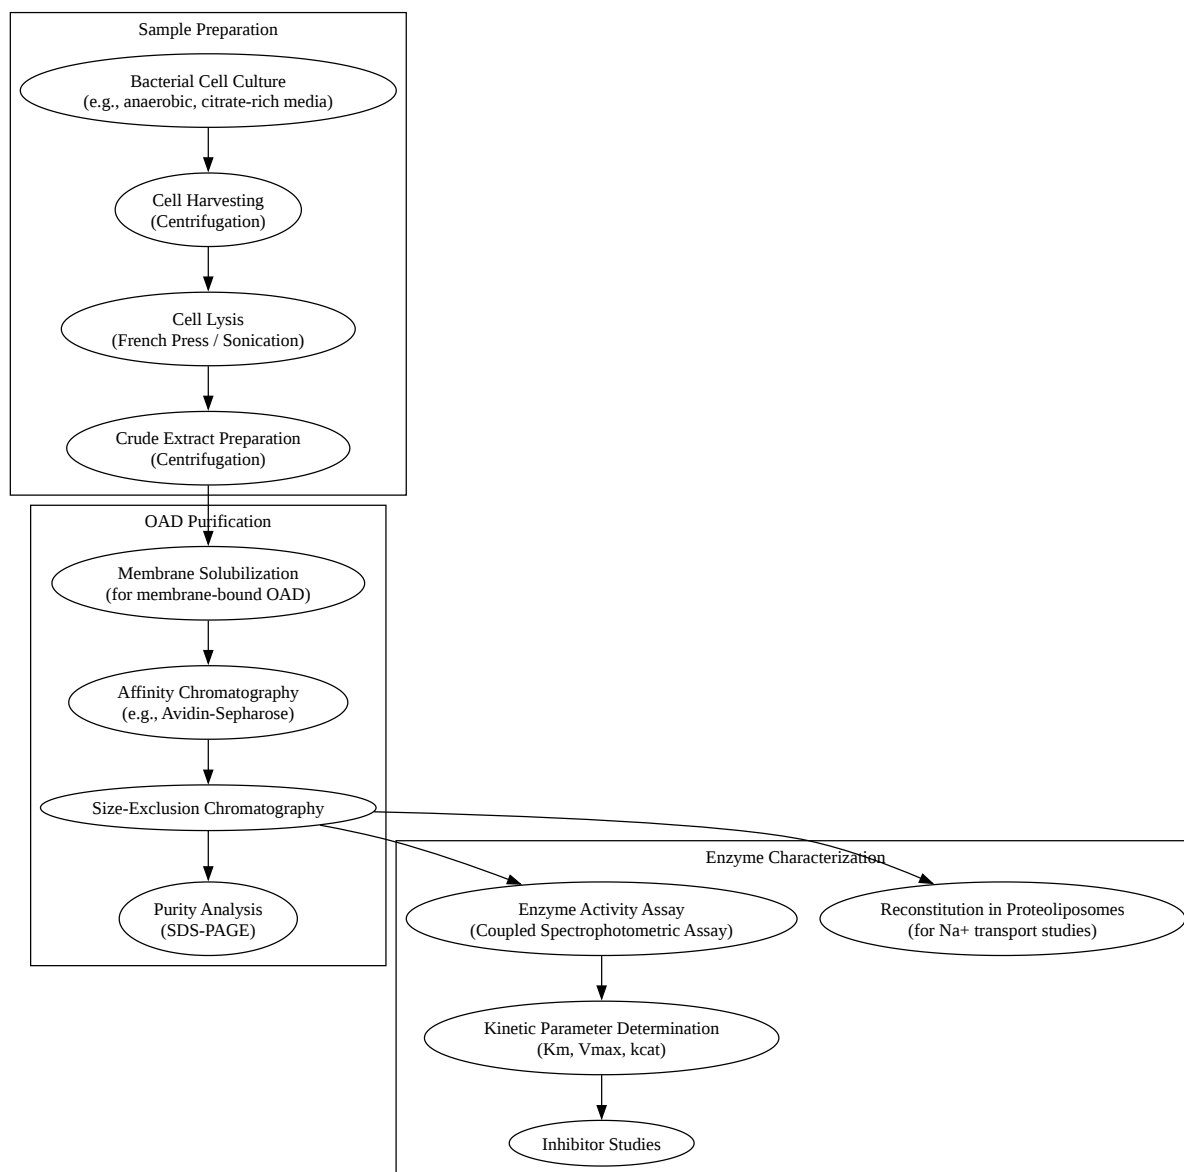 Sample Preparation
Bacterial Cell Culture
(e.g., anaerobic, citrate-rich media)
Cell Harvesting
(Centrifugation)
Cell Lysis
(French Press / Sonication)
Crude Extract Preparation
(Centrifugation)
OAD Purification
Membrane Solubilization
(for membrane-bound OAD)
Affinity Chromatography
(e.g., Avidin-Sepharose)
Size-Exclusion Chromatography
Purity Analysis
(SDS-PAGE)
Enzyme Characterization
Enzyme Activity Assay
(Coupled Spectrophotometric Assay)
Reconstitution in Proteoliposomes
(for Na+ transport studies)
Kinetic Parameter Determination
(Km, Vmax, kcat)
Inhibitor Studies